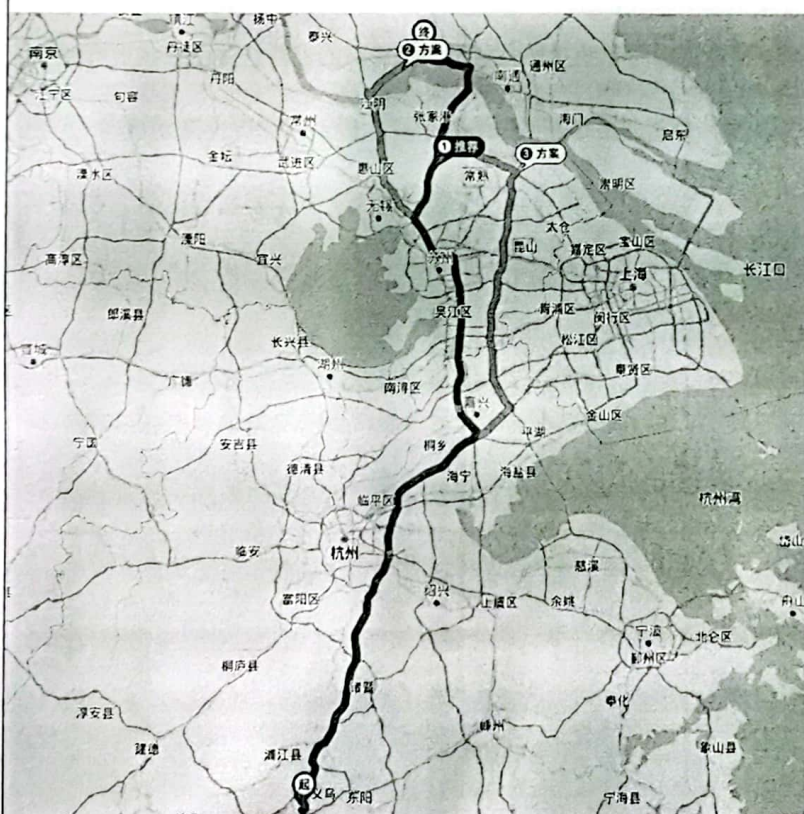 镇江
扬中
泰兴
终
2 方案
丹徒区
通州区
南京
南通
丹阳
句容
江宁区
江阴
张家港
海门
启东
常州
1 推荐
3 方案
金坛
武进区
惠山区
溧水区
常熟
崇明区
无锡
太仓
溧阳
昆山
嘉定区
宝山区
宜兴
苏州
高淳区
上海
长江口
吴江区
青浦区
闵行区
郎溪县
松江区
长兴县
宣城
湖州
奉贤区
广德
南浔区
嘉兴
金山区
平湖
宁国
安吉县
桐乡
德清县
海宁
海盐县
临平区
杭州湾
临安
杭州
岱山
慈溪
富阳区
绍兴
上虞区
余姚
舟山
宁波
北仑区
鄞州区
桐庐县
诸暨
奉化
淳安县
嵊州
建德
浦江县
象山县
起
义乌
东阳
宁海县